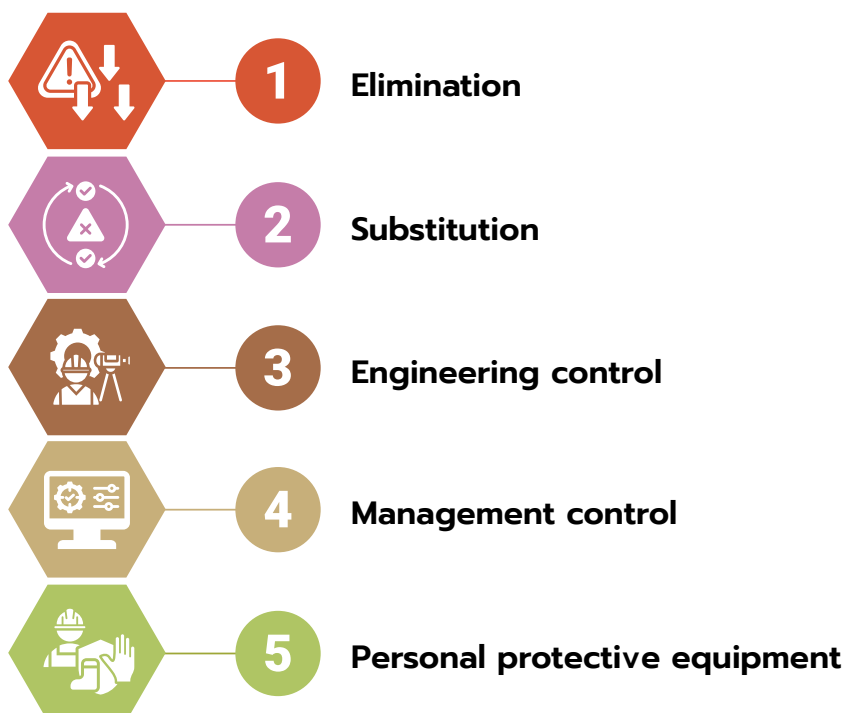 1 Elimination
2 Substitution
3 Engineering control
4 Management control
5 Personal protective equipment